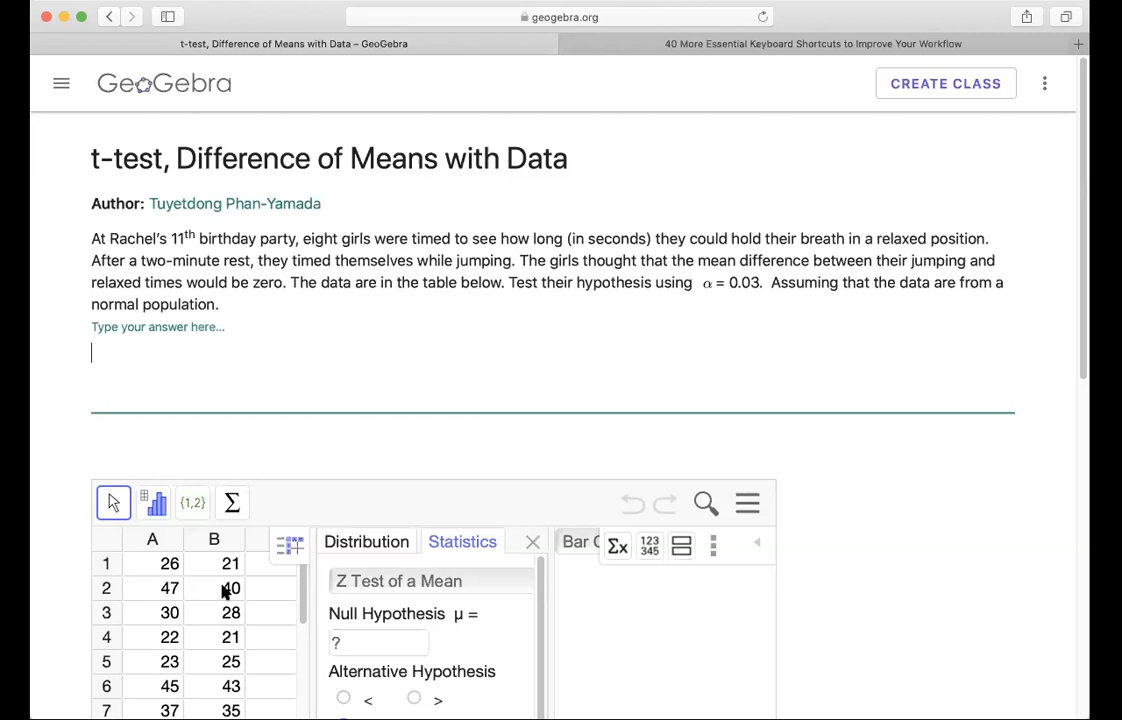 geogebra.org
t-test, Difference of Means with Data – GeoGebra
40 More Essential Keyboard Shortcuts to Improve Your Workflow
GeoGebra
CREATE CLASS
t-test, Difference of Means with Data
Author: Tuyetdong Phan-Yamada
At Rachel's 11th birthday party, eight girls were timed to see how long (in seconds) they could hold their breath in a relaxed position.
After a two-minute rest, they timed themselves while jumping. The girls thought that the mean difference between their jumping and
relaxed times would be zero. The data are in the table below. Test their hypothesis using α = 0.03. Assuming that the data are from a
normal population.
Type your answer here...
{1,2} Σ
A B
1 26 21
2 47 40
3 30 28
4 22 21
5 23 25
6 45 43
7 37 35
Distribution Statistics
Z Test of a Mean
Null Hypothesis μ =
?
Alternative Hypothesis
< >
Bar C
Σx 123
345